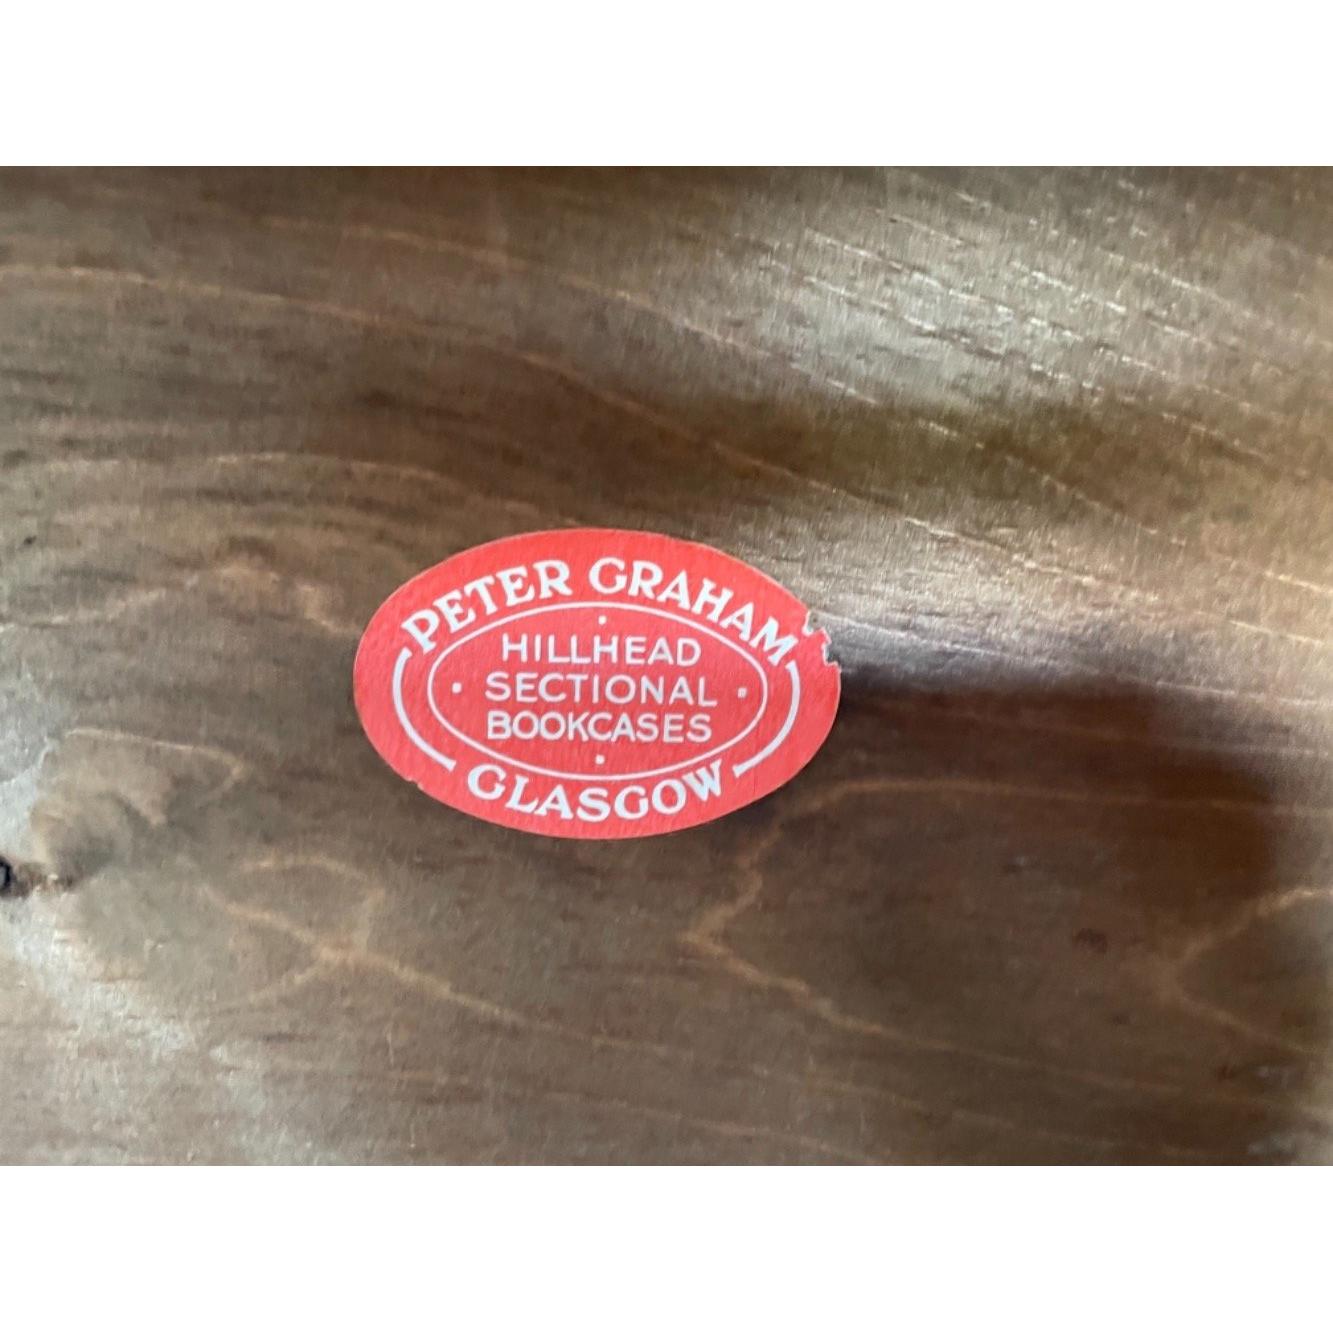 PETER GRAHAM
HILLHEAD
SECTIONAL
BOOKCASES
GLASGOW